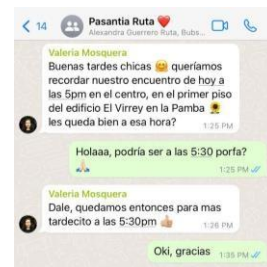 14
Pasantia Ruta ❤️
Alexandra Guerrero Ruta, Bubs...
Valeria Mosquera
Buenas tardes chicas 🤗 queríamos
recordar nuestro encuentro de hoy a
las 5pm en el centro, en el primer piso
del edificio El Virrey en la Pamba 🌻
les queda bien a esa hora?
1:25 PM
Holaaa, podría ser a las 5:30 porfa?
🙏🏻
1:25 PM
Valeria Mosquera
Dale, quedamos entonces para mas
tardecito a las 5:30pm 👍🏼
1:26 PM
Oki, gracias
1:35 PM